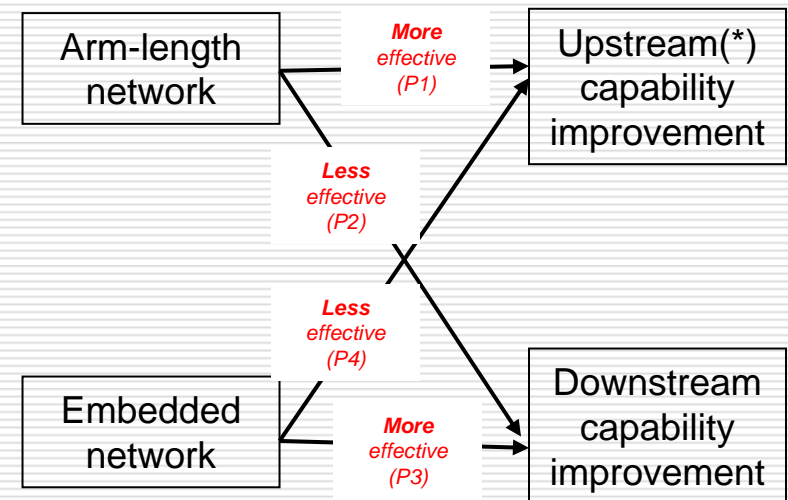 Arm-length
network
More
effective
(P1)
Upstream(*)
capability
improvement
Less
effective
(P2)
Less
effective
(P4)
Embedded
network
More
effective
(P3)
Downstream
capability
improvement